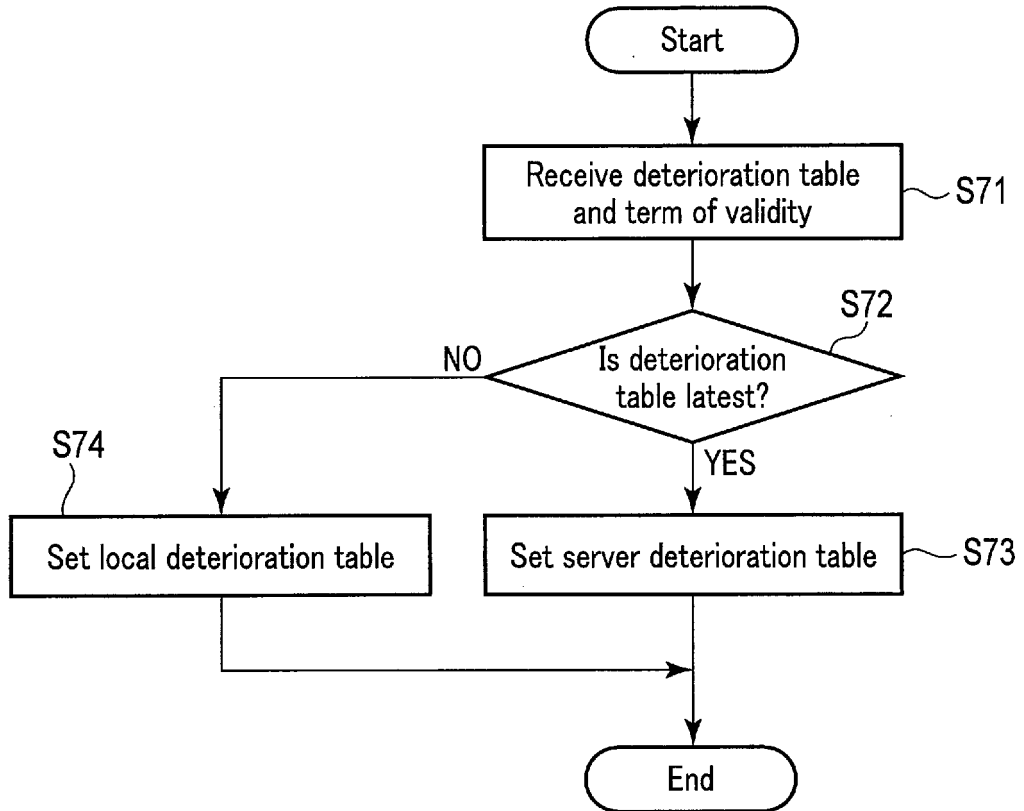 Start
Receive deterioration table
and term of validity
S71
S72
Is deterioration
table latest?
NO
YES
S74
Set local deterioration table
Set server deterioration table
S73
End